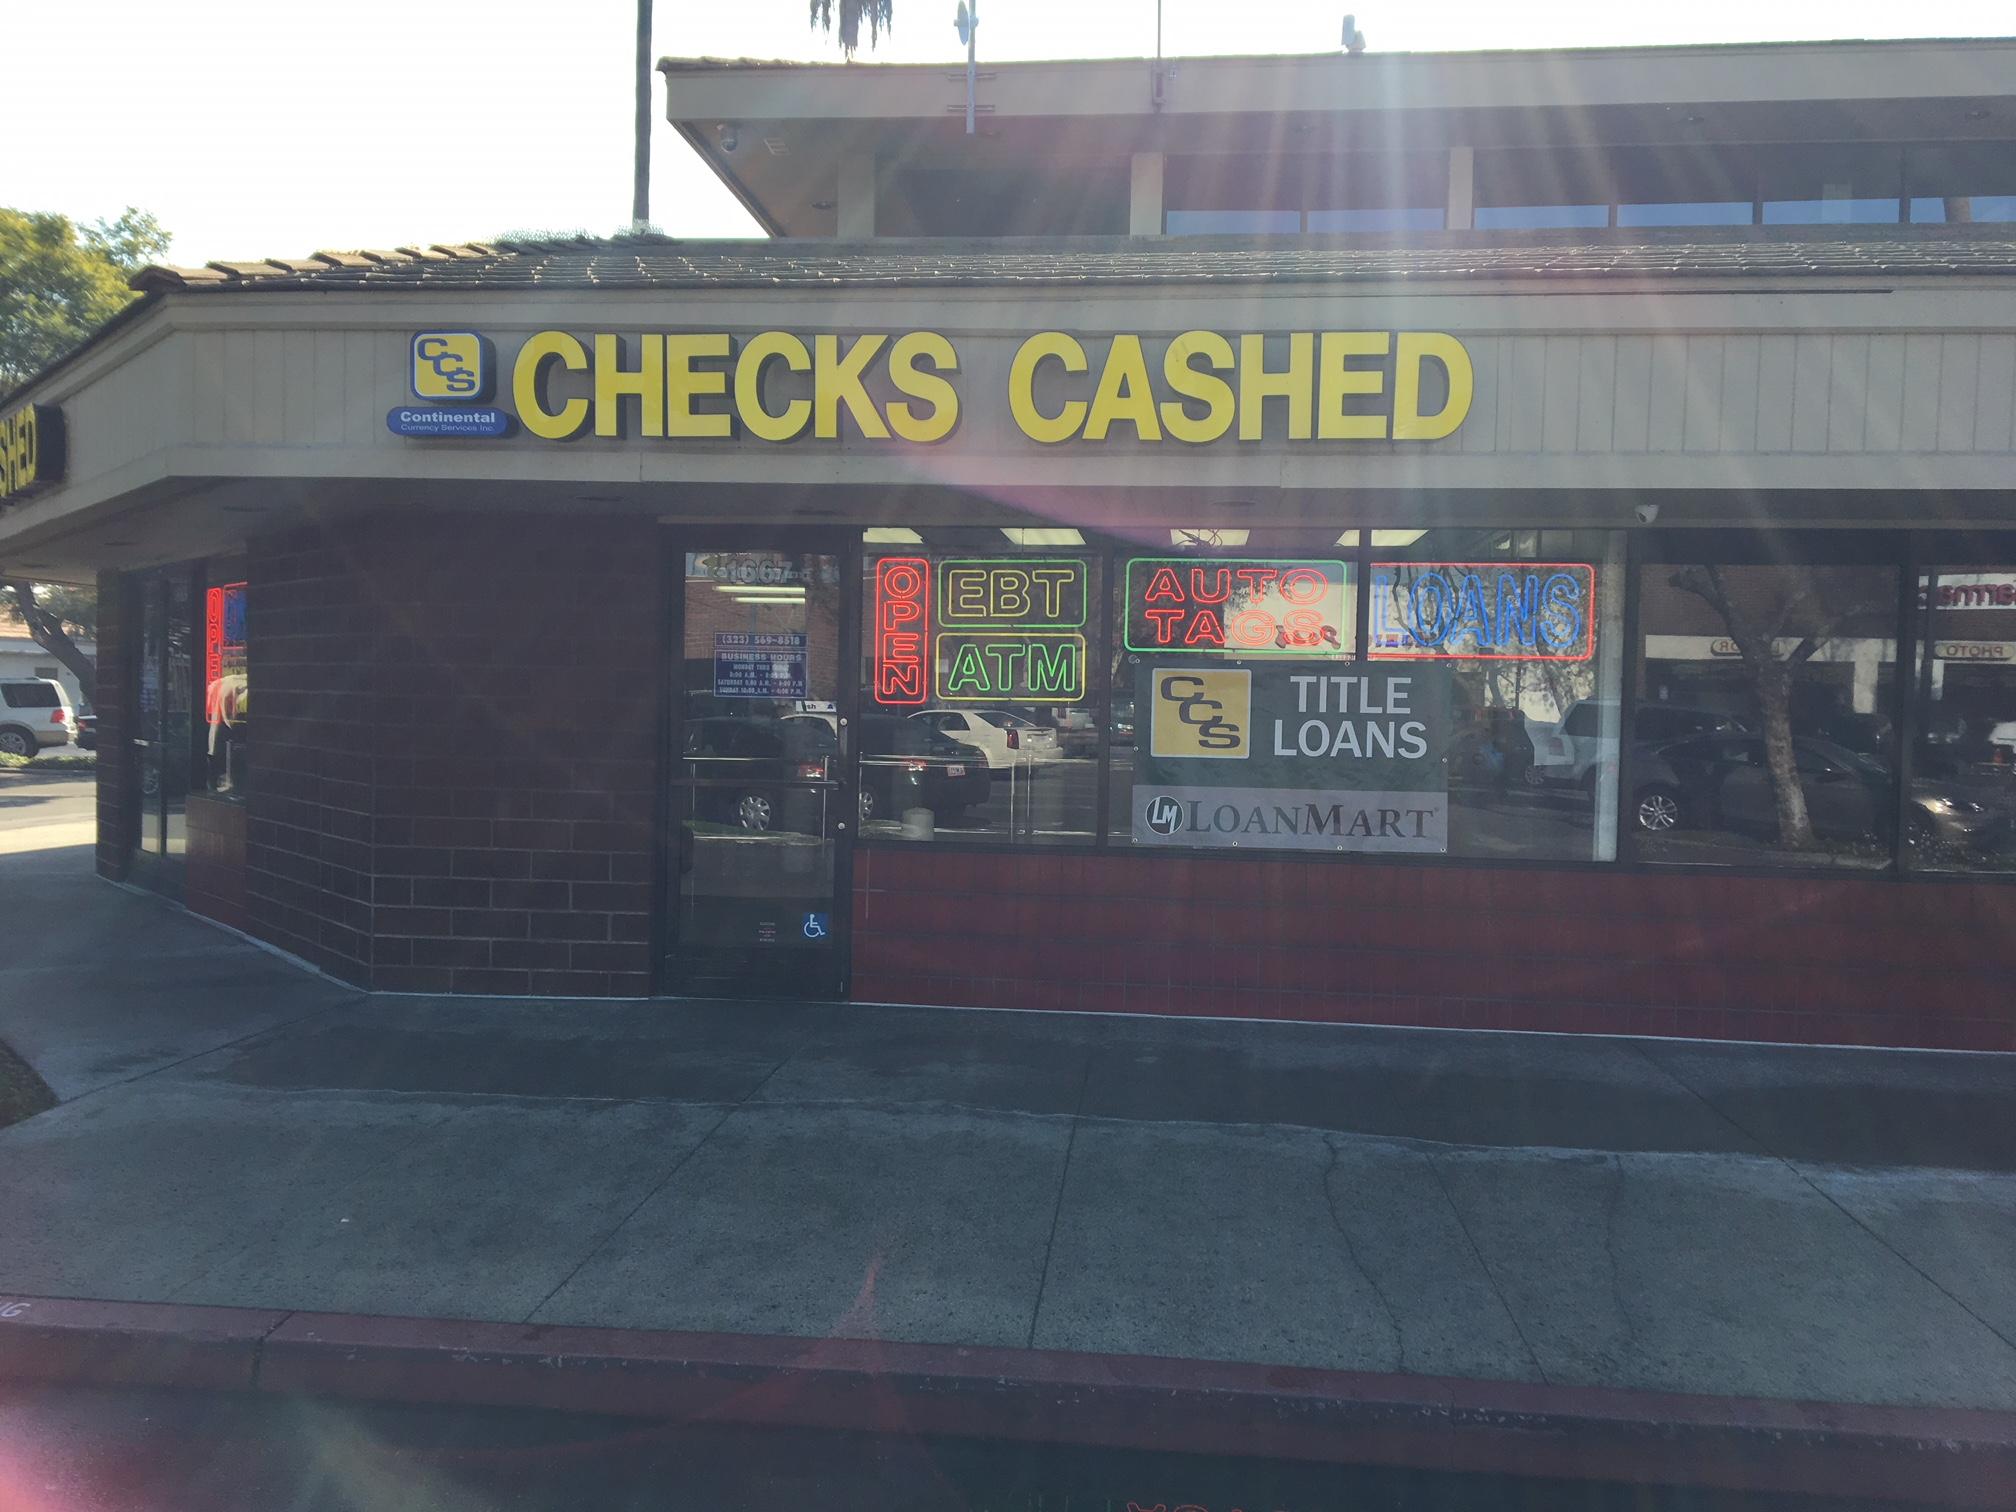 CCS
Continental
Currency Services Inc.
CHECKS CASHED
SHED
OPEN
1667
(323) 569-8518
BUSINESS HOURS
OPEN
EBT
ATM
AUTO
TAGS
LOANS
CCS
TITLE
LOANS
LM LOANMART
PHOTO